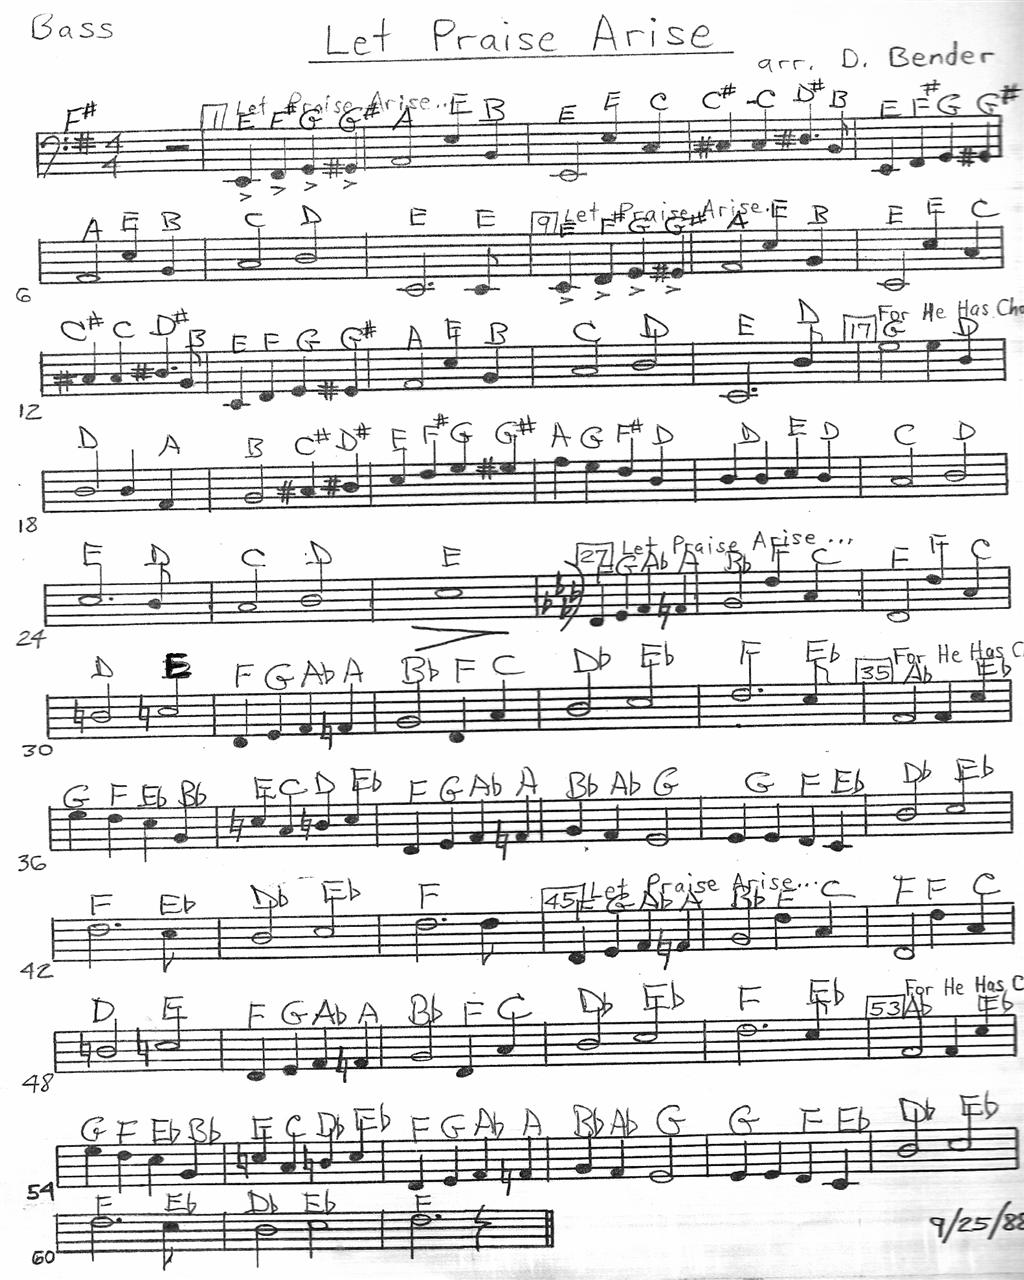 Bass
Let Praise Arise
arr. D. Bender
F# 1 Let Praise Arise...
4 4 E F# G G# A E B E E C C# C D# B E F# G G#
9 Let Praise Arise.
A E B C D E E E F# G G# A E B E E C
6
17 For He Has Cho
C# C D# B E F G G# A E B C D E D G D
12
D A B C# D# E F# G G# A G F# D D E D C D
18
27 Let Praise Arise ...
E D C D E F G Ab A Bb F C F F C
24
35 For He Has C
D E F G Ab A Bb F C Db Eb F Eb Ab Eb
30
G F Eb Bb E C D Eb F G Ab A Bb Ab G G F Eb Db Eb
36
45 Let Praise Arise...
F Eb Db Eb F F G Ab A Bb F C F F C
42
53 For He Has C
D E F G Ab A Bb F C Db Eb F Eb Ab Eb
48
G F Eb Bb E C Db Eb F G Ab A Bb Ab G G F Eb Db Eb
54
F Eb Db Eb F
60
9/25/88